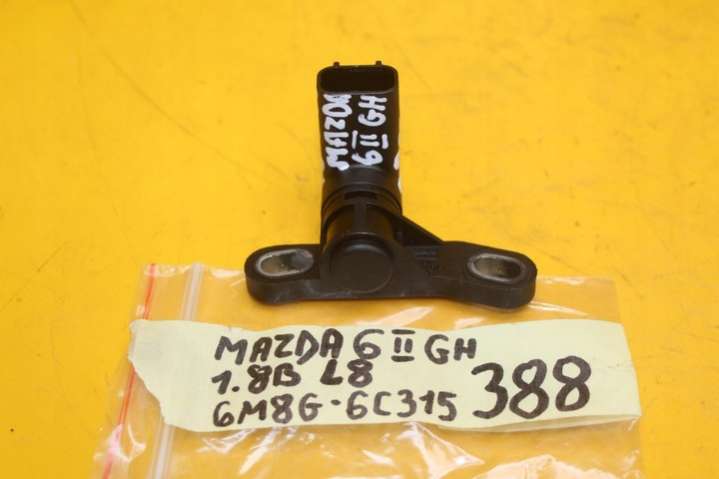 MAZDA
6 II GH
MAZDA 6 II GH
1.8B L8
6M8G-6C315
388